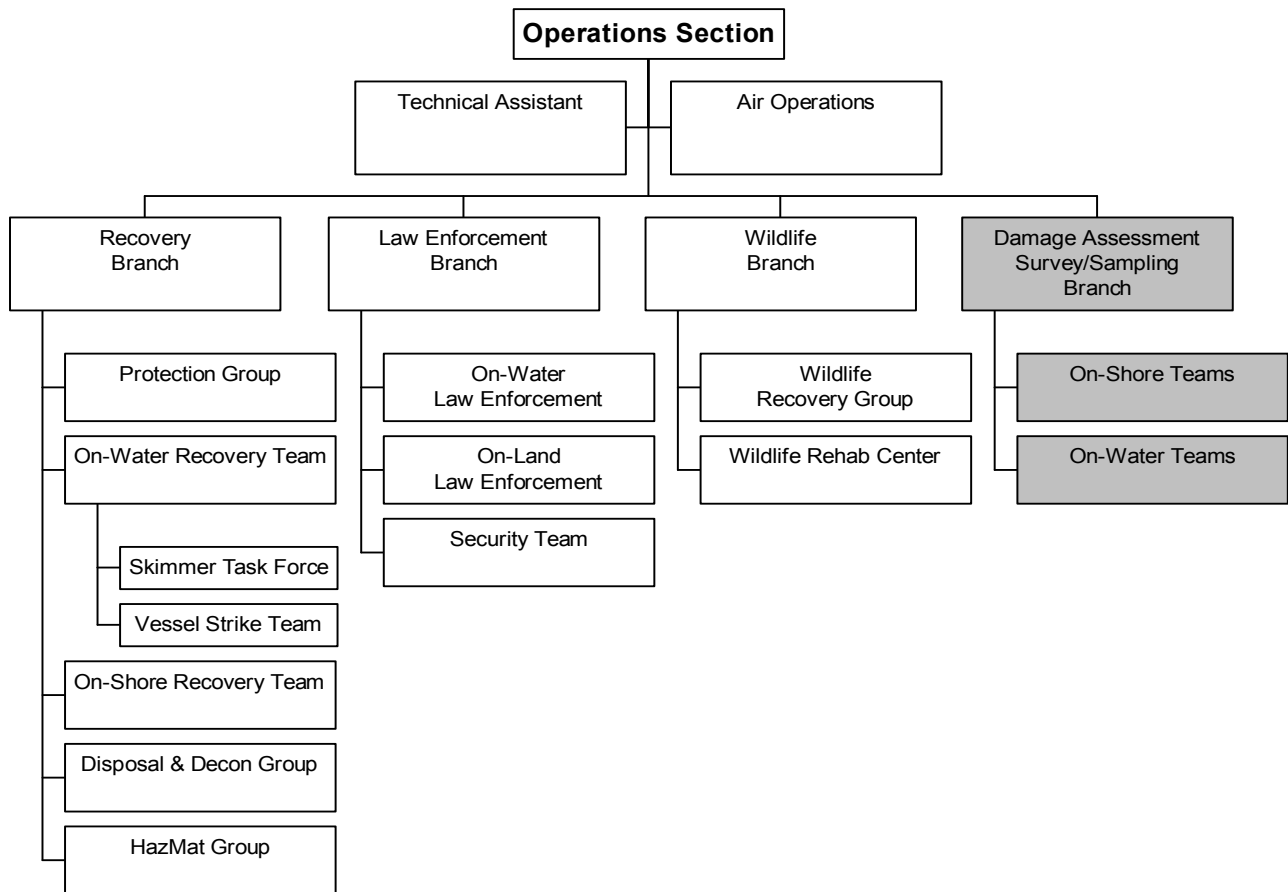 Operations Section
Technical Assistant
Air Operations
Recovery
Branch
Law Enforcement
Branch
Wildlife
Branch
Damage Assessment
Survey/Sampling
Branch
Protection Group
On-Water Recovery Team
Skimmer Task Force
Vessel Strike Team
On-Shore Recovery Team
Disposal & Decon Group
HazMat Group
On-Water
Law Enforcement
On-Land
Law Enforcement
Security Team
Wildlife
Recovery Group
Wildlife Rehab Center
On-Shore Teams
On-Water Teams